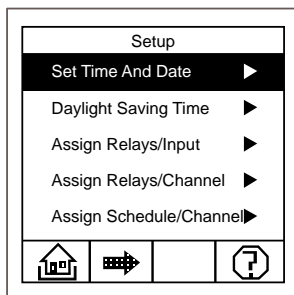 Setup
Set Time And Date
Daylight Saving Time
Assign Relays/Input
Assign Relays/Channel
Assign Schedule/Channel
?